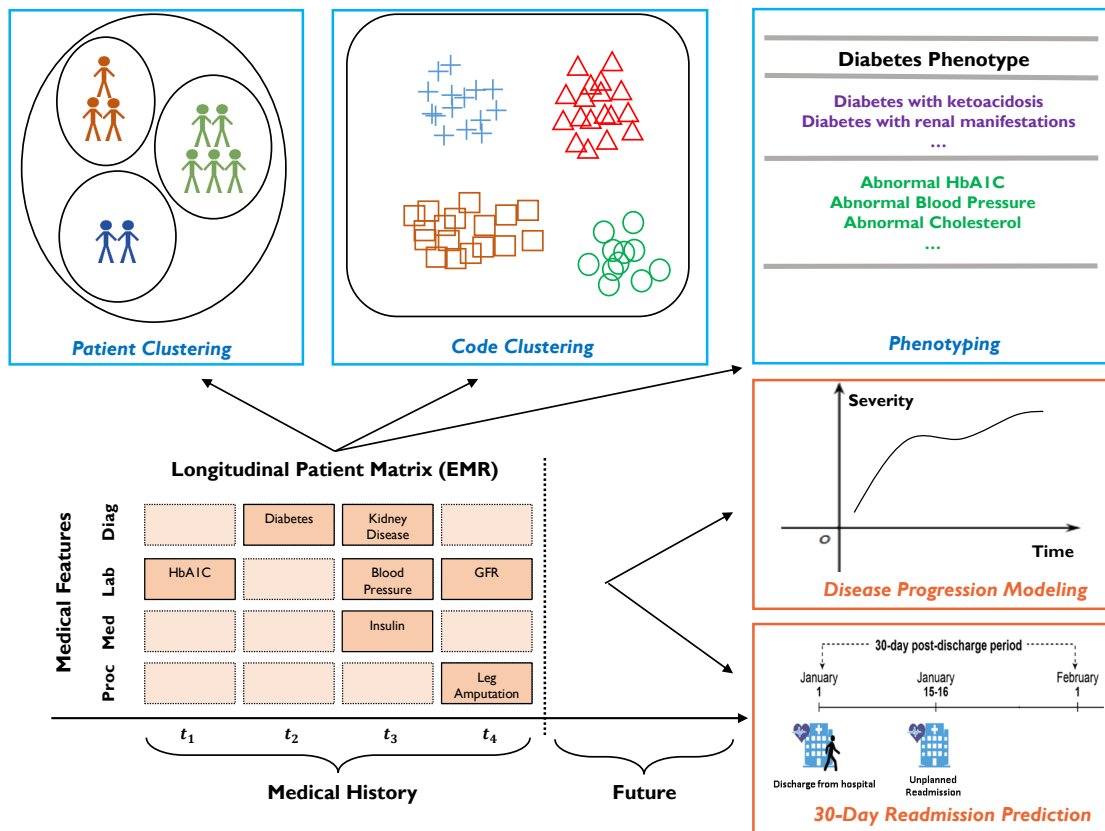 Diabetes Phenotype
Diabetes with ketoacidosis
Diabetes with renal manifestations
...
Abnormal HbA1C
Abnormal Blood Pressure
Abnormal Cholesterol
...
Patient Clustering
Code Clustering
Phenotyping
Severity
O
Time
Disease Progression Modeling
Longitudinal Patient Matrix (EMR)
Medical Features
Diag
Diabetes
Kidney
Disease
Lab
HbA1C
Blood
Pressure
GFR
Med
Insulin
Proc
Leg
Amputation
t1
t2
t3
t4
Medical History
Future
30-day post-discharge period
January
1
January
15-16
February
1
Discharge from hospital
Unplanned
Readmission
30-Day Readmission Prediction